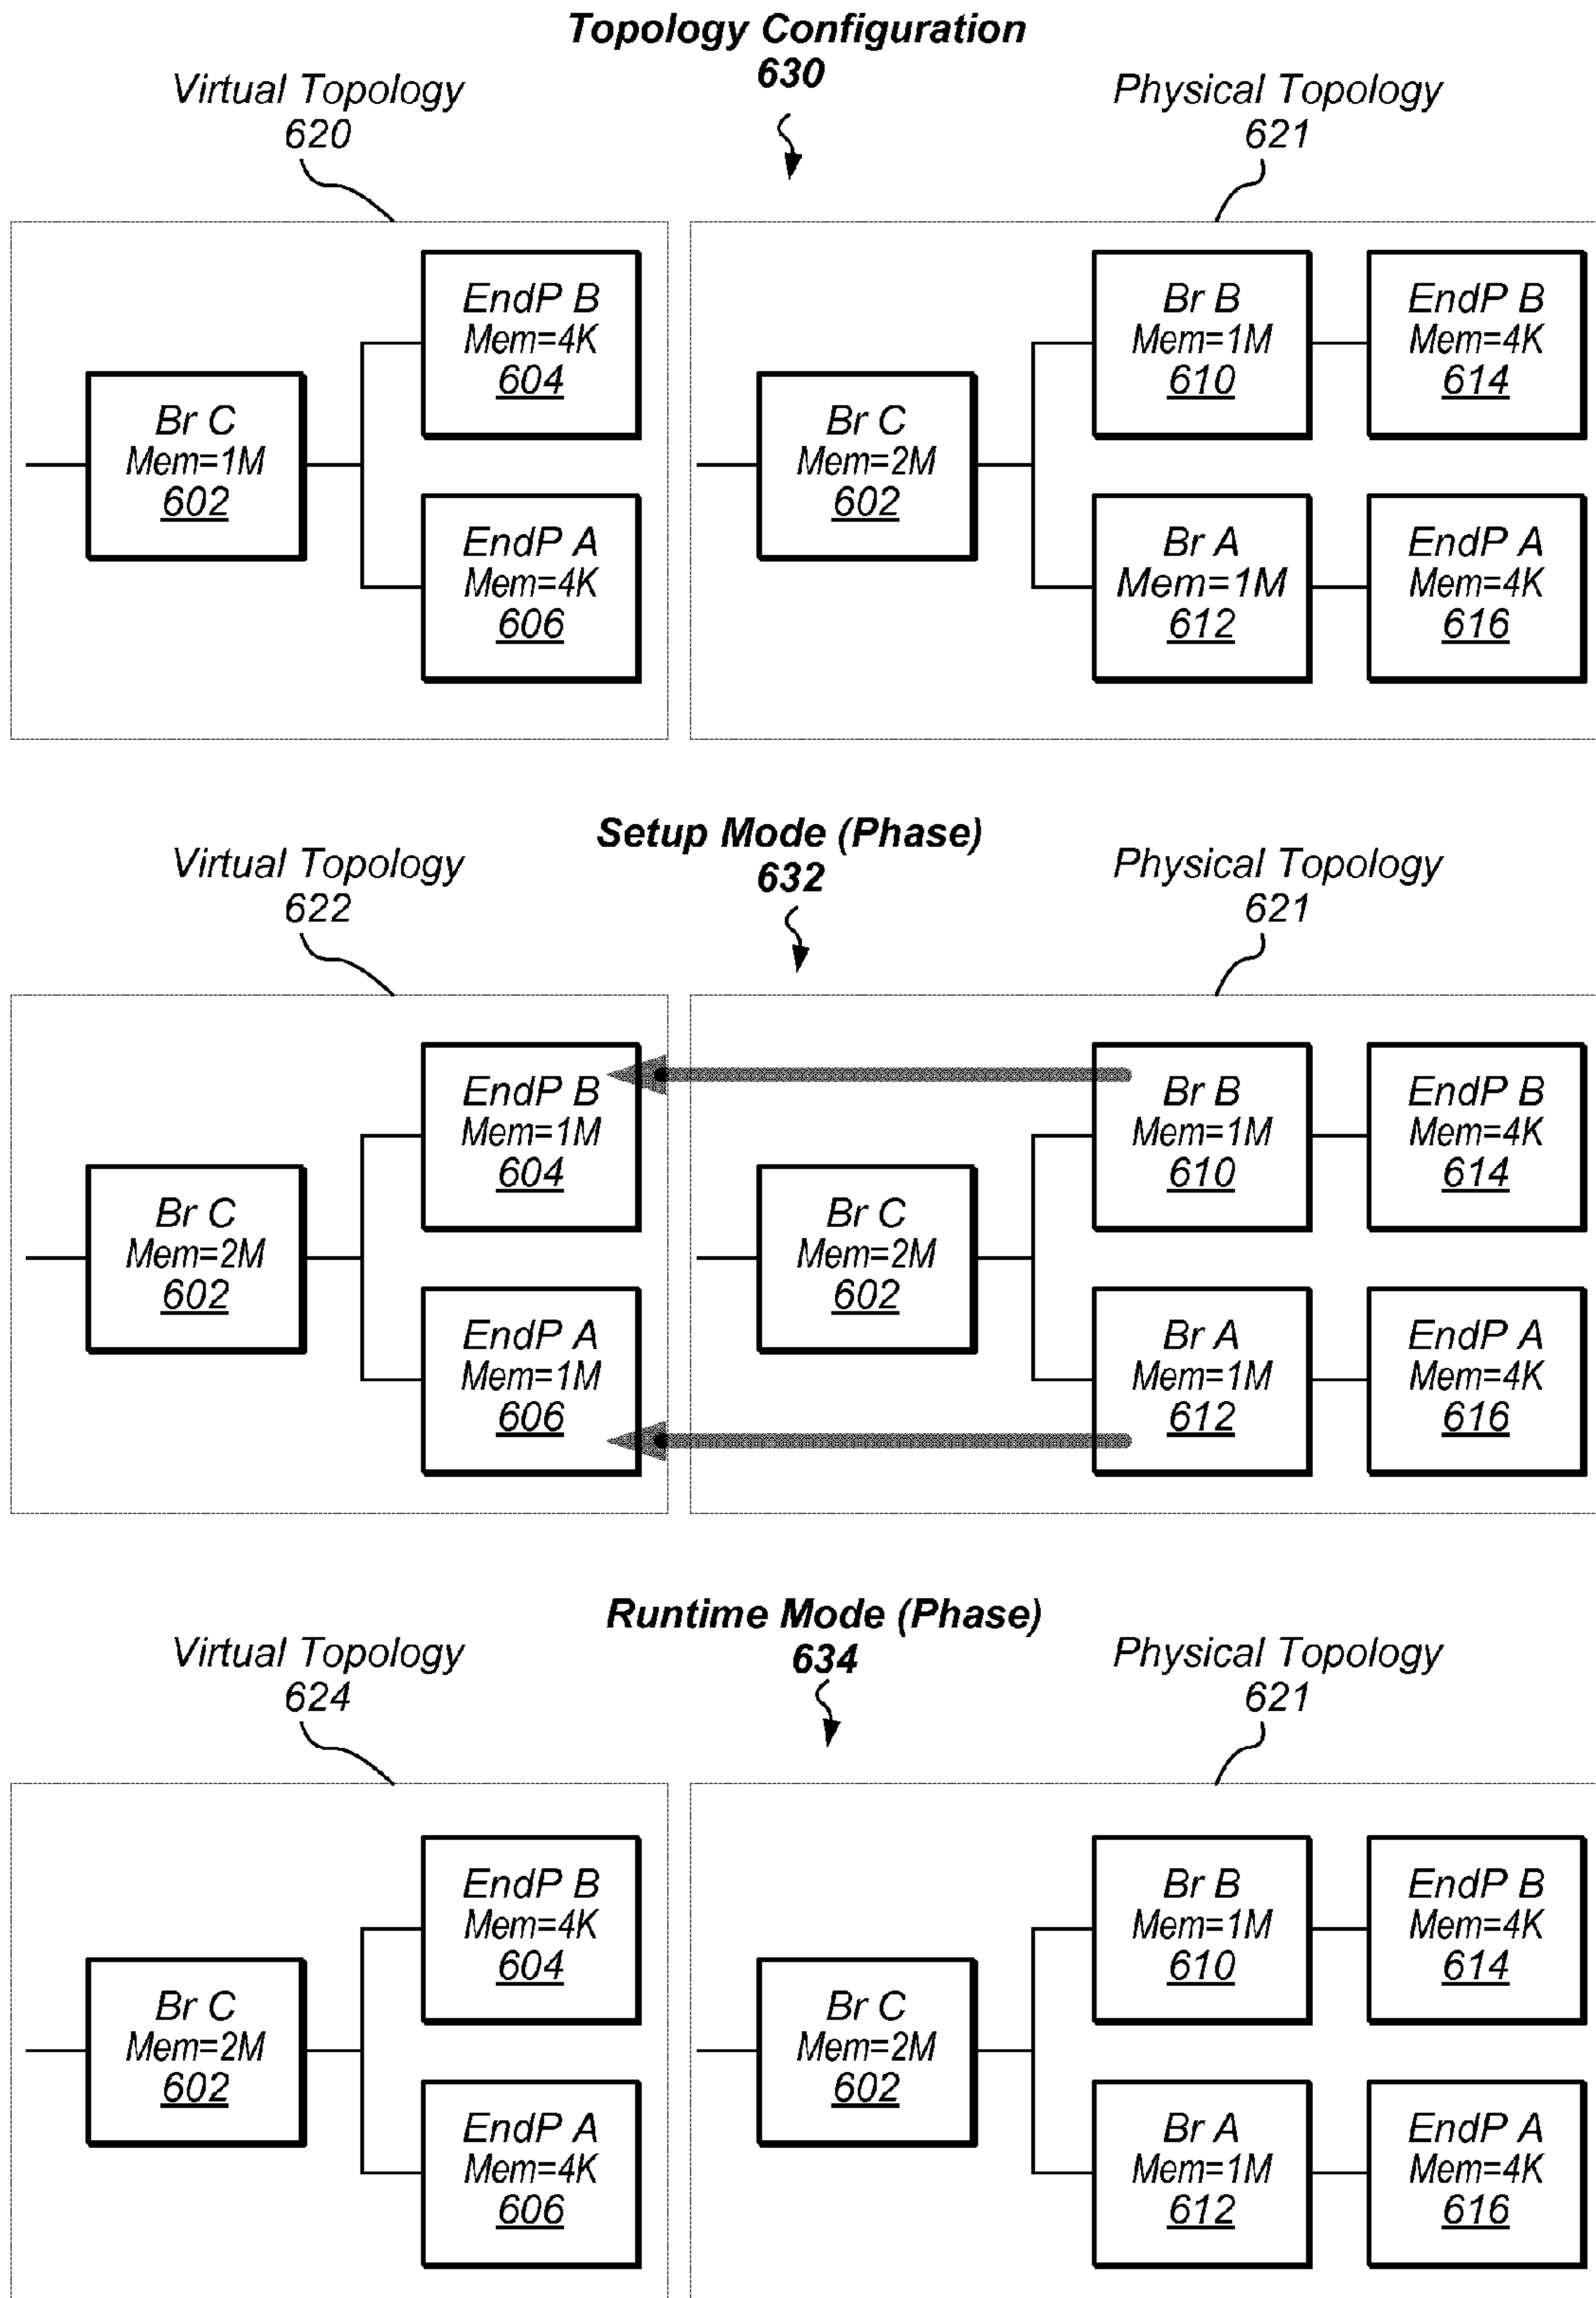 Topology Configuration
630
Virtual Topology
620
Physical Topology
621
Br C
Mem=1M
602
EndP B
Mem=4K
604
EndP A
Mem=4K
606
Br C
Mem=2M
602
Br B
Mem=1M
610
EndP B
Mem=4K
614
Br A
Mem=1M
612
EndP A
Mem=4K
616
Setup Mode (Phase)
632
Virtual Topology
622
Physical Topology
621
Br C
Mem=2M
602
EndP B
Mem=1M
604
EndP A
Mem=1M
606
Br C
Mem=2M
602
Br B
Mem=1M
610
EndP B
Mem=4K
614
Br A
Mem=1M
612
EndP A
Mem=4K
616
Runtime Mode (Phase)
634
Virtual Topology
624
Physical Topology
621
Br C
Mem=2M
602
EndP B
Mem=4K
604
EndP A
Mem=4K
606
Br C
Mem=2M
602
Br B
Mem=1M
610
EndP B
Mem=4K
614
Br A
Mem=1M
612
EndP A
Mem=4K
616